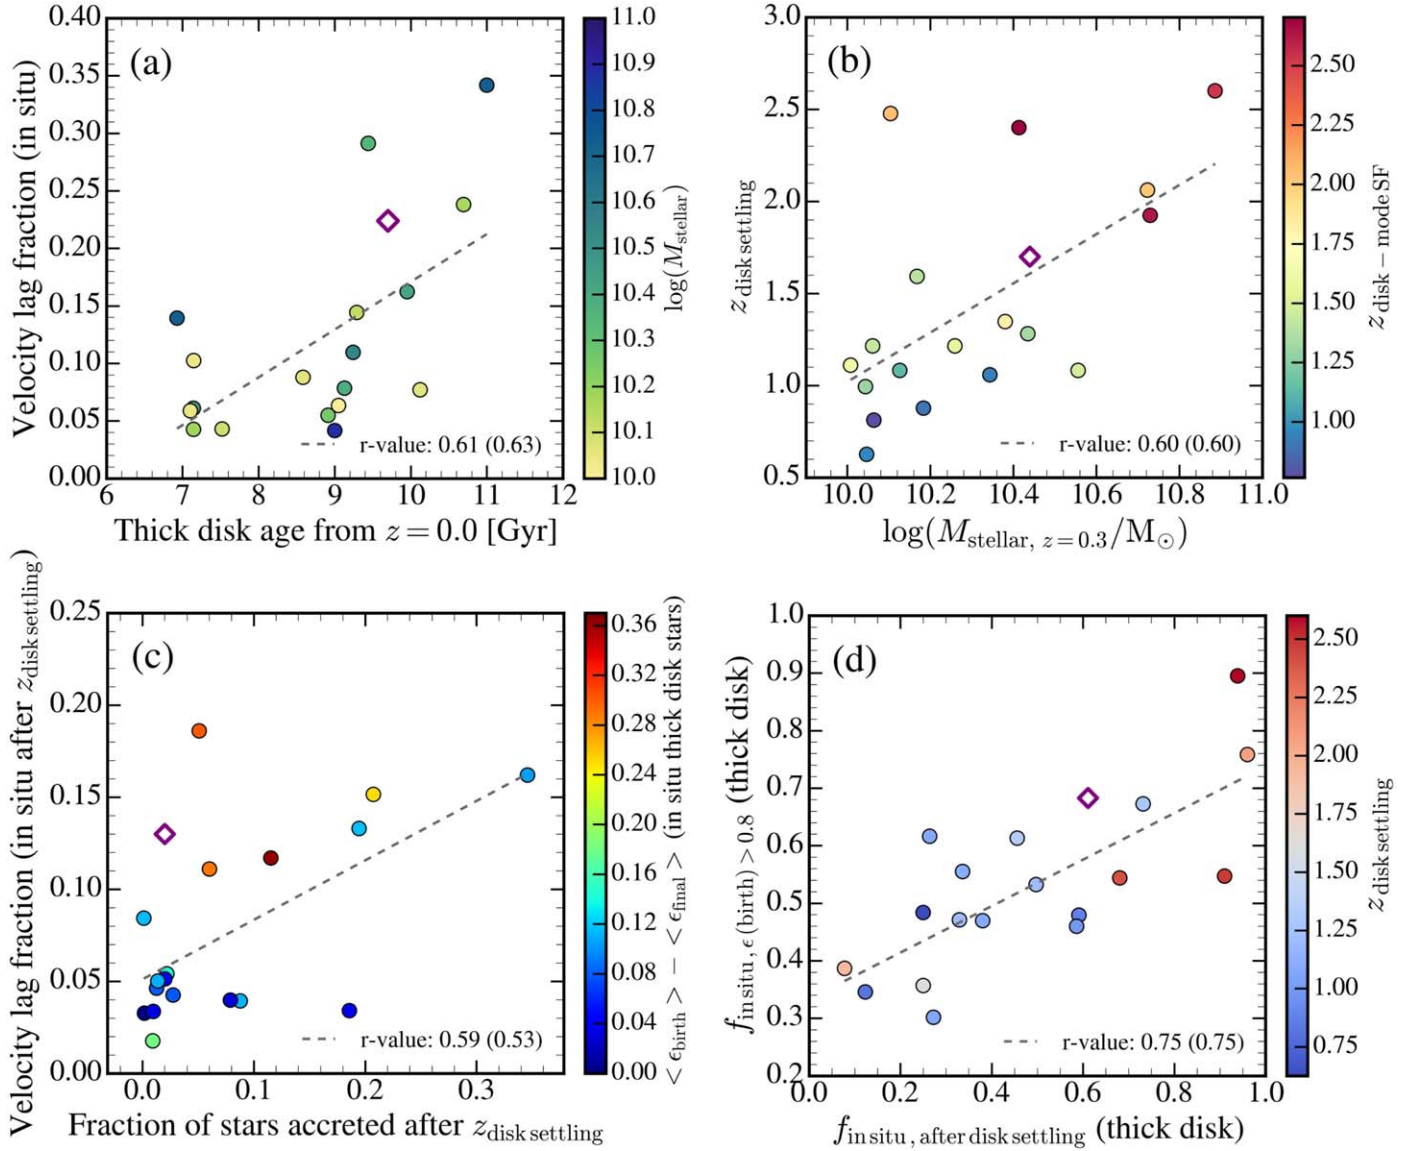 (a)
0.40
0.35
0.30
0.25
0.20
0.15
0.10
0.05
0.00
Velocity lag fraction (in situ)
6 7 8 9 10 11 12
Thick disk age from z = 0.0 [Gyr]
r-value: 0.61 (0.63)
11.0
10.9
10.8
10.7
10.6
10.5
10.4
10.3
10.2
10.1
10.0
log(M_stellar)
(b)
3.0
2.5
2.0
1.5
1.0
0.5
z_disk settling
10.0 10.2 10.4 10.6 10.8 11.0
log(M_stellar, z=0.3/M_⊙)
r-value: 0.60 (0.60)
2.50
2.25
2.00
1.75
1.50
1.25
1.00
z_disk−mode SF
(c)
0.25
0.20
0.15
0.10
0.05
0.00
Velocity lag fraction (in situ after z_disk settling)
0.0 0.1 0.2 0.3
Fraction of stars accreted after z_disk settling
r-value: 0.59 (0.53)
0.36
0.32
0.28
0.24
0.20
0.16
0.12
0.08
0.04
0.00
< ϵ_birth > − < ϵ_final > (in situ thick disk stars)
(d)
1.0
0.9
0.8
0.7
0.6
0.5
0.4
0.3
0.2
f_in situ, ϵ(birth) > 0.8 (thick disk)
0.0 0.2 0.4 0.6 0.8 1.0
f_in situ, after disk settling (thick disk)
r-value: 0.75 (0.75)
2.50
2.25
2.00
1.75
1.50
1.25
1.00
0.75
z_disk settling